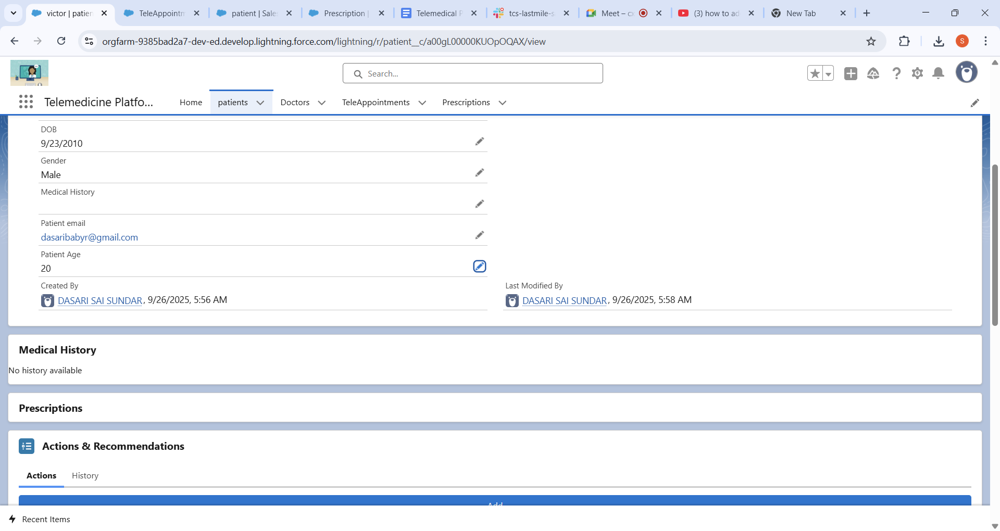 victor | patien
TeleAppointm
patient | Sales
Prescription |
Telemedical P
tcs-lastmile-s
Meet – cx
(3) how to ad
New Tab
orgfarm-9385bad2a7-dev-ed.develop.lightning.force.com/lightning/r/patient__c/a00gL00000KUOpOQAX/view
S
Search...
Telemedicine Platfo...
Home
patients
Doctors
TeleAppointments
Prescriptions
DOB
9/23/2010
Gender
Male
Medical History
Patient email
dasaribabyr@gmail.com
Patient Age
20
Created By
DASARI SAI SUNDAR, 9/26/2025, 5:56 AM
Last Modified By
DASARI SAI SUNDAR, 9/26/2025, 5:58 AM
Medical History
No history available
Prescriptions
Actions & Recommendations
Actions
History
Add
Recent Items